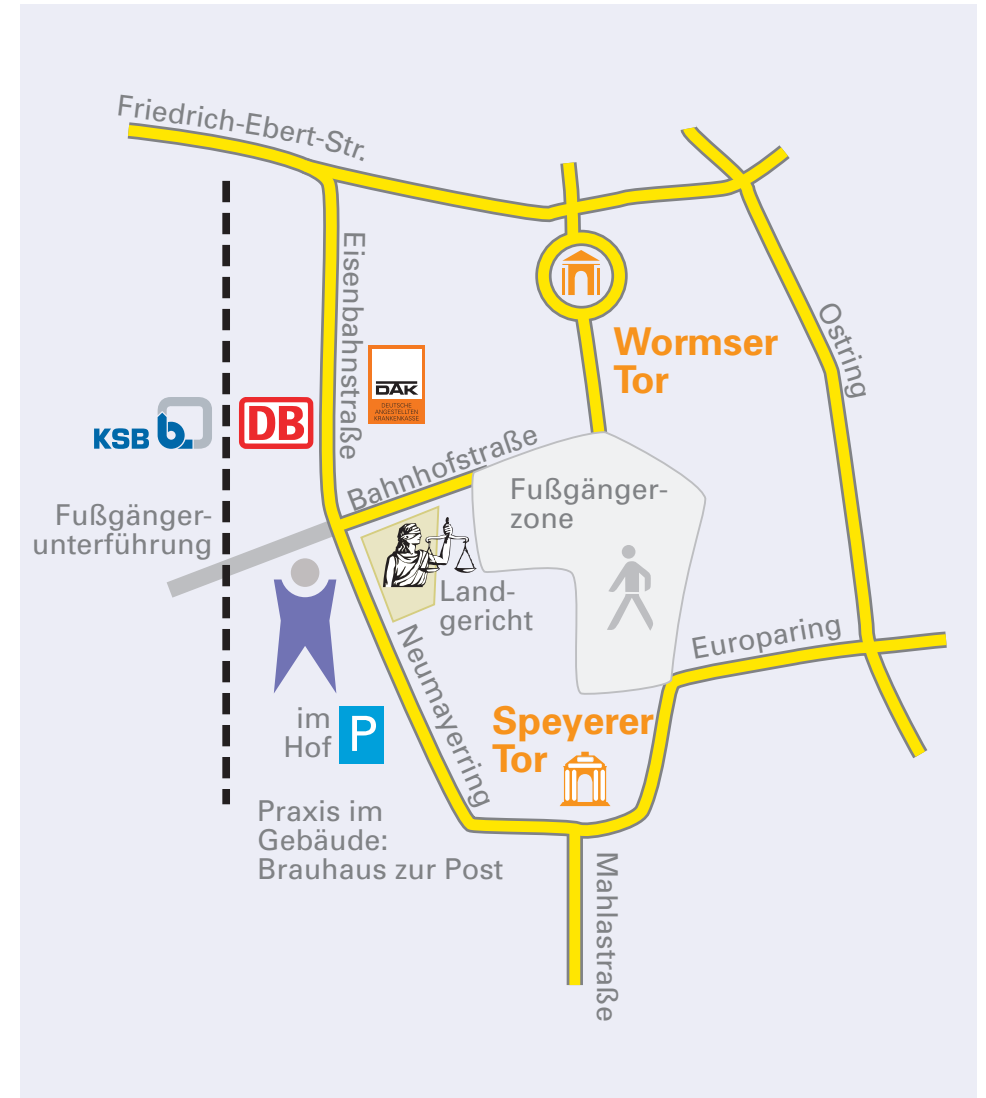 Friedrich-Ebert-Str.
Eisenbahnstraße
Wormser
Tor
Ostring
DAK
DEUTSCHE
ANGESTELLTEN
KRANKENKASSE
KSB b
DB
Bahnhofstraße
Fußgänger-
zone
Fußgänger-
unterführung
Land-
gericht
Neumayerring
Europaring
im
Hof
P
Speyerer
Tor
Praxis im
Gebäude:
Brauhaus zur Post
Mahlastraße